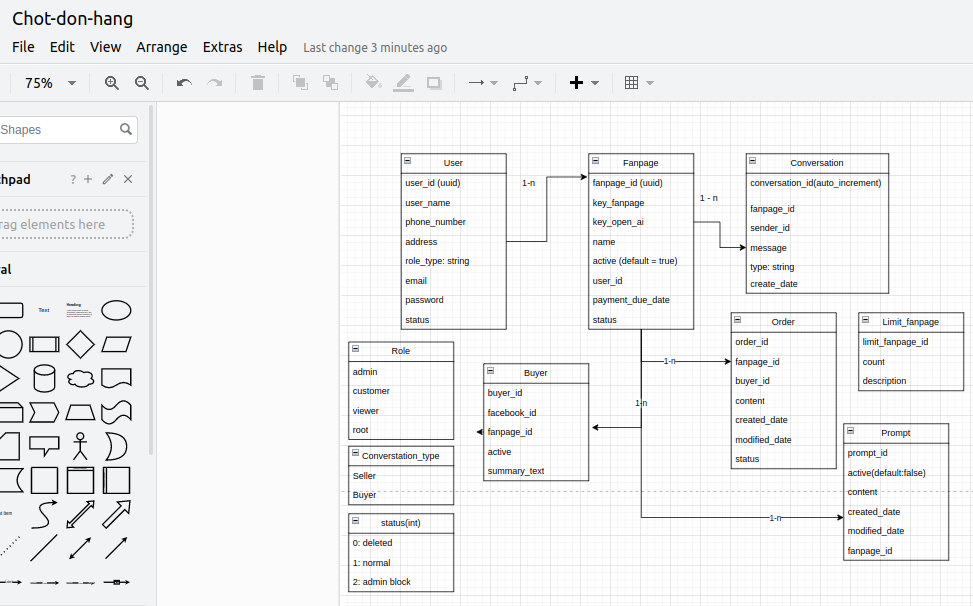 Chot-don-hang
File Edit View Arrange Extras Help Last change 3 minutes ago
75%
Shapes
hpad ? + ×
rag elements here
al
Text
Heading
User
user_id (uuid)
user_name
phone_number
address
role_type: string
email
password
status
1-n
Fanpage
fanpage_id (uuid)
key_fanpage
key_open_ai
name
active (default = true)
user_id
payment_due_date
status
1 - n
Conversation
conversation_id(auto_increment)
fanpage_id
sender_id
message
type: string
create_date
Role
admin
customer
viewer
root
Converstation_type
Seller
Buyer
status(int)
0: deleted
1: normal
2: admin block
Buyer
buyer_id
facebook_id
fanpage_id
active
summary_text
1-n
1-n
Order
order_id
fanpage_id
buyer_id
content
created_date
modified_date
status
Limit_fanpage
limit_fanpage_id
count
description
1-n
Prompt
prompt_id
active(default:false)
content
created_date
modified_date
fanpage_id